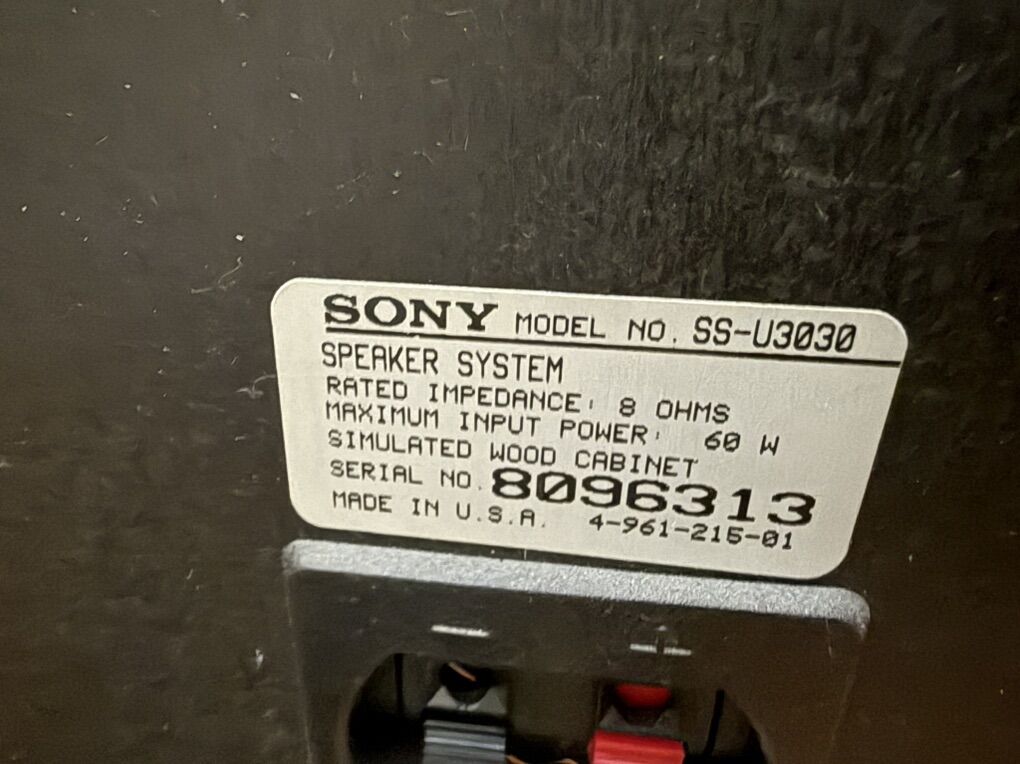 SONY MODEL NO. SS-U3030
SPEAKER SYSTEM
RATED IMPEDANCE: 8 OHMS
MAXIMUM INPUT POWER: 60 W
SIMULATED WOOD CABINET
SERIAL NO. 8096313
MADE IN U.S.A. 4-961-215-01
- +